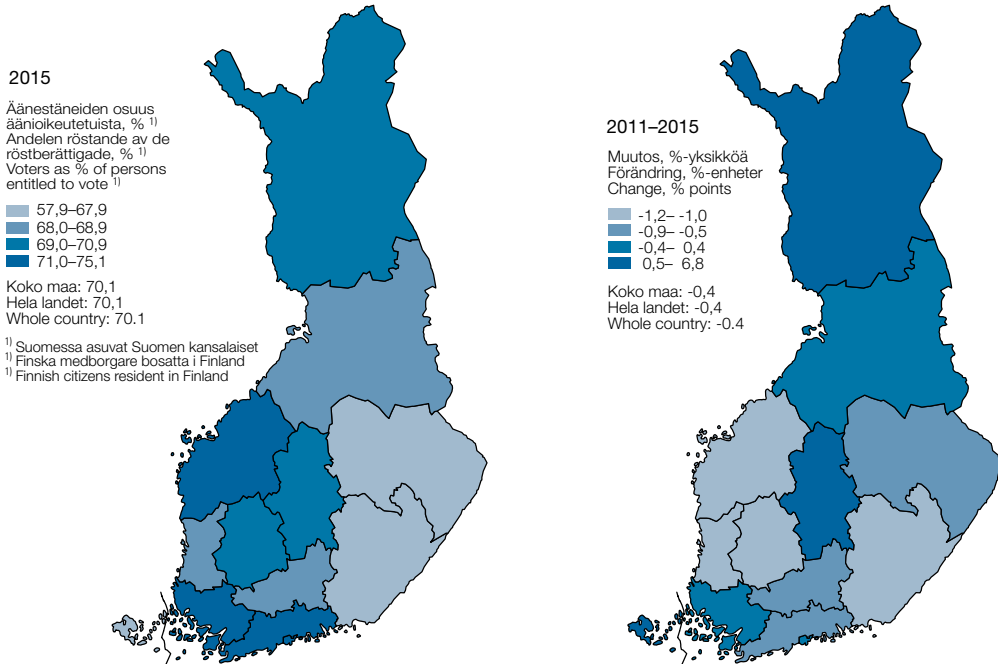 2015
Äänestäneiden osuus
äänioikeutetuista, % 1)
Andelen röstande av de
röstberättigade, % 1)
Voters as % of persons
entitled to vote 1)
57,9–67,9
68,0–68,9
69,0–70,9
71,0–75,1
Koko maa: 70,1
Hela landet: 70,1
Whole country: 70.1
1) Suomessa asuvat Suomen kansalaiset
1) Finska medborgare bosatta i Finland
1) Finnish citizens resident in Finland
2011–2015
Muutos, %-yksikköä
Förändring, %-enheter
Change, % points
-1,2– -1,0
-0,9– -0,5
-0,4– 0,4
0,5– 6,8
Koko maa: -0,4
Hela landet: -0,4
Whole country: -0.4